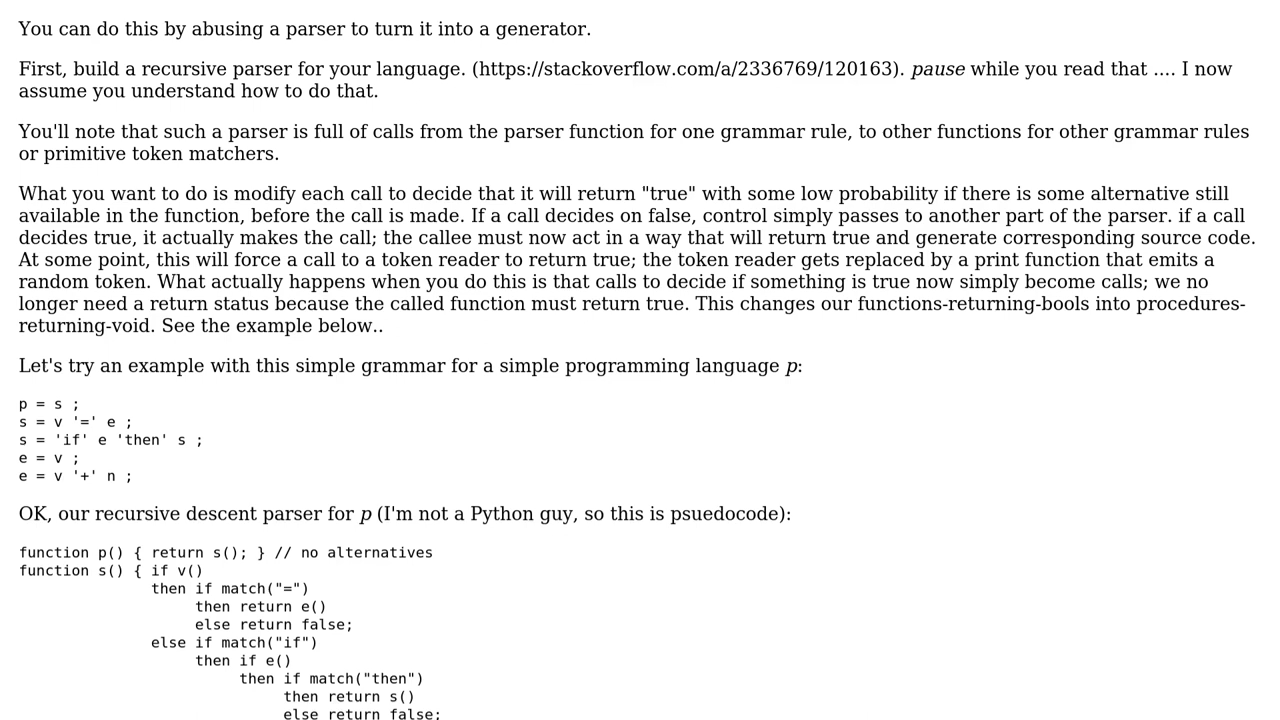 You can do this by abusing a parser to turn it into a generator.
First, build a recursive parser for your language. (https://stackoverflow.com/a/2336769/120163). pause while you read that .... I now
assume you understand how to do that.
You'll note that such a parser is full of calls from the parser function for one grammar rule, to other functions for other grammar rules
or primitive token matchers.
What you want to do is modify each call to decide that it will return "true" with some low probability if there is some alternative still
available in the function, before the call is made. If a call decides on false, control simply passes to another part of the parser. if a call
decides true, it actually makes the call; the callee must now act in a way that will return true and generate corresponding source code.
At some point, this will force a call to a token reader to return true; the token reader gets replaced by a print function that emits a
random token. What actually happens when you do this is that calls to decide if something is true now simply become calls; we no
longer need a return status because the called function must return true. This changes our functions-returning-bools into procedures-
returning-void. See the example below..
Let's try an example with this simple grammar for a simple programming language p:
p = s ;
s = v '=' e ;
s = 'if' e 'then' s ;
e = v ;
e = v '+' n ;
OK, our recursive descent parser for p (I'm not a Python guy, so this is psuedocode):
function p() { return s(); } // no alternatives
function s() { if v()
then if match("=")
then return e()
else return false;
else if match("if")
then if e()
then if match("then")
then return s()
else return false;